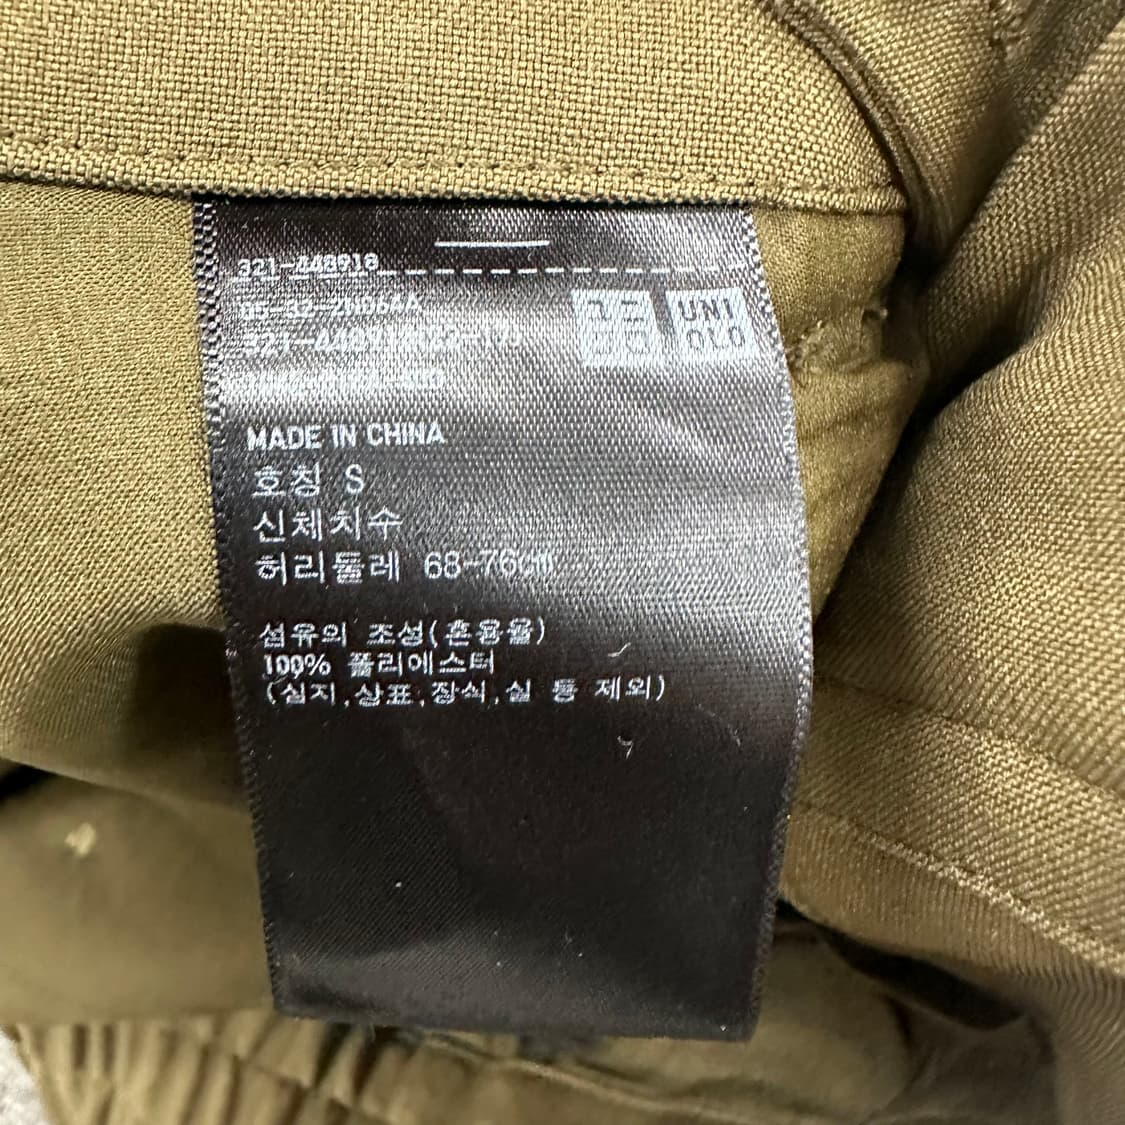 321-448918
UNI
QLO
MADE IN CHINA
호칭 S
신체치수
허리둘레 68-76cm
섬유의 조성(혼용율)
100% 폴리에스터
(심지,상표,장식,실 등 제외)